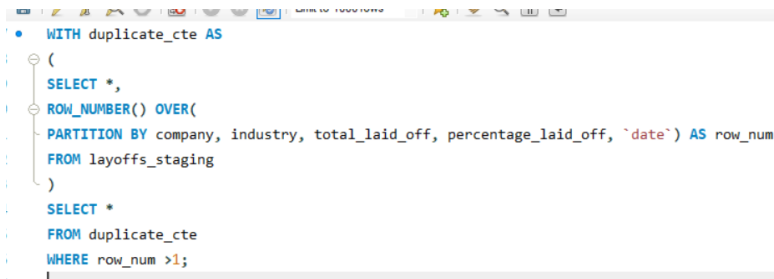 WITH duplicate_cte AS
(
SELECT *,
ROW_NUMBER() OVER(
PARTITION BY company, industry, total_laid_off, percentage_laid_off, `date`) AS row_num
FROM layoffs_staging
)
SELECT *
FROM duplicate_cte
WHERE row_num >1;